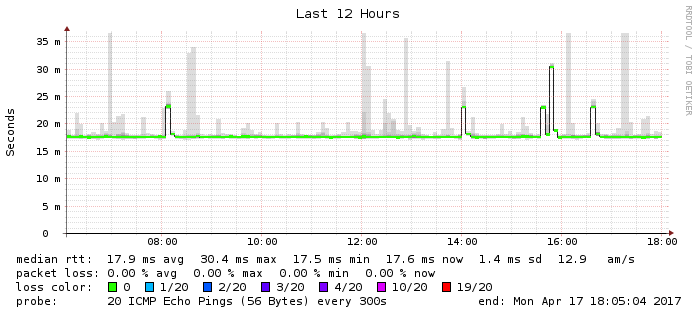 Last 12 Hours
RRDTOOL / TOBI OETIKER
Seconds
35 m
30 m
25 m
20 m
15 m
10 m
5 m
0
08:00 10:00 12:00 14:00 16:00 18:00
median rtt: 17.9 ms avg 30.4 ms max 17.5 ms min 17.6 ms now 1.4 ms sd 12.9 am/s
packet loss: 0.00 % avg 0.00 % max 0.00 % min 0.00 % now
loss color: 0 1/20 2/20 3/20 4/20 10/20 19/20
probe: 20 ICMP Echo Pings (56 Bytes) every 300s end: Mon Apr 17 18:05:04 2017